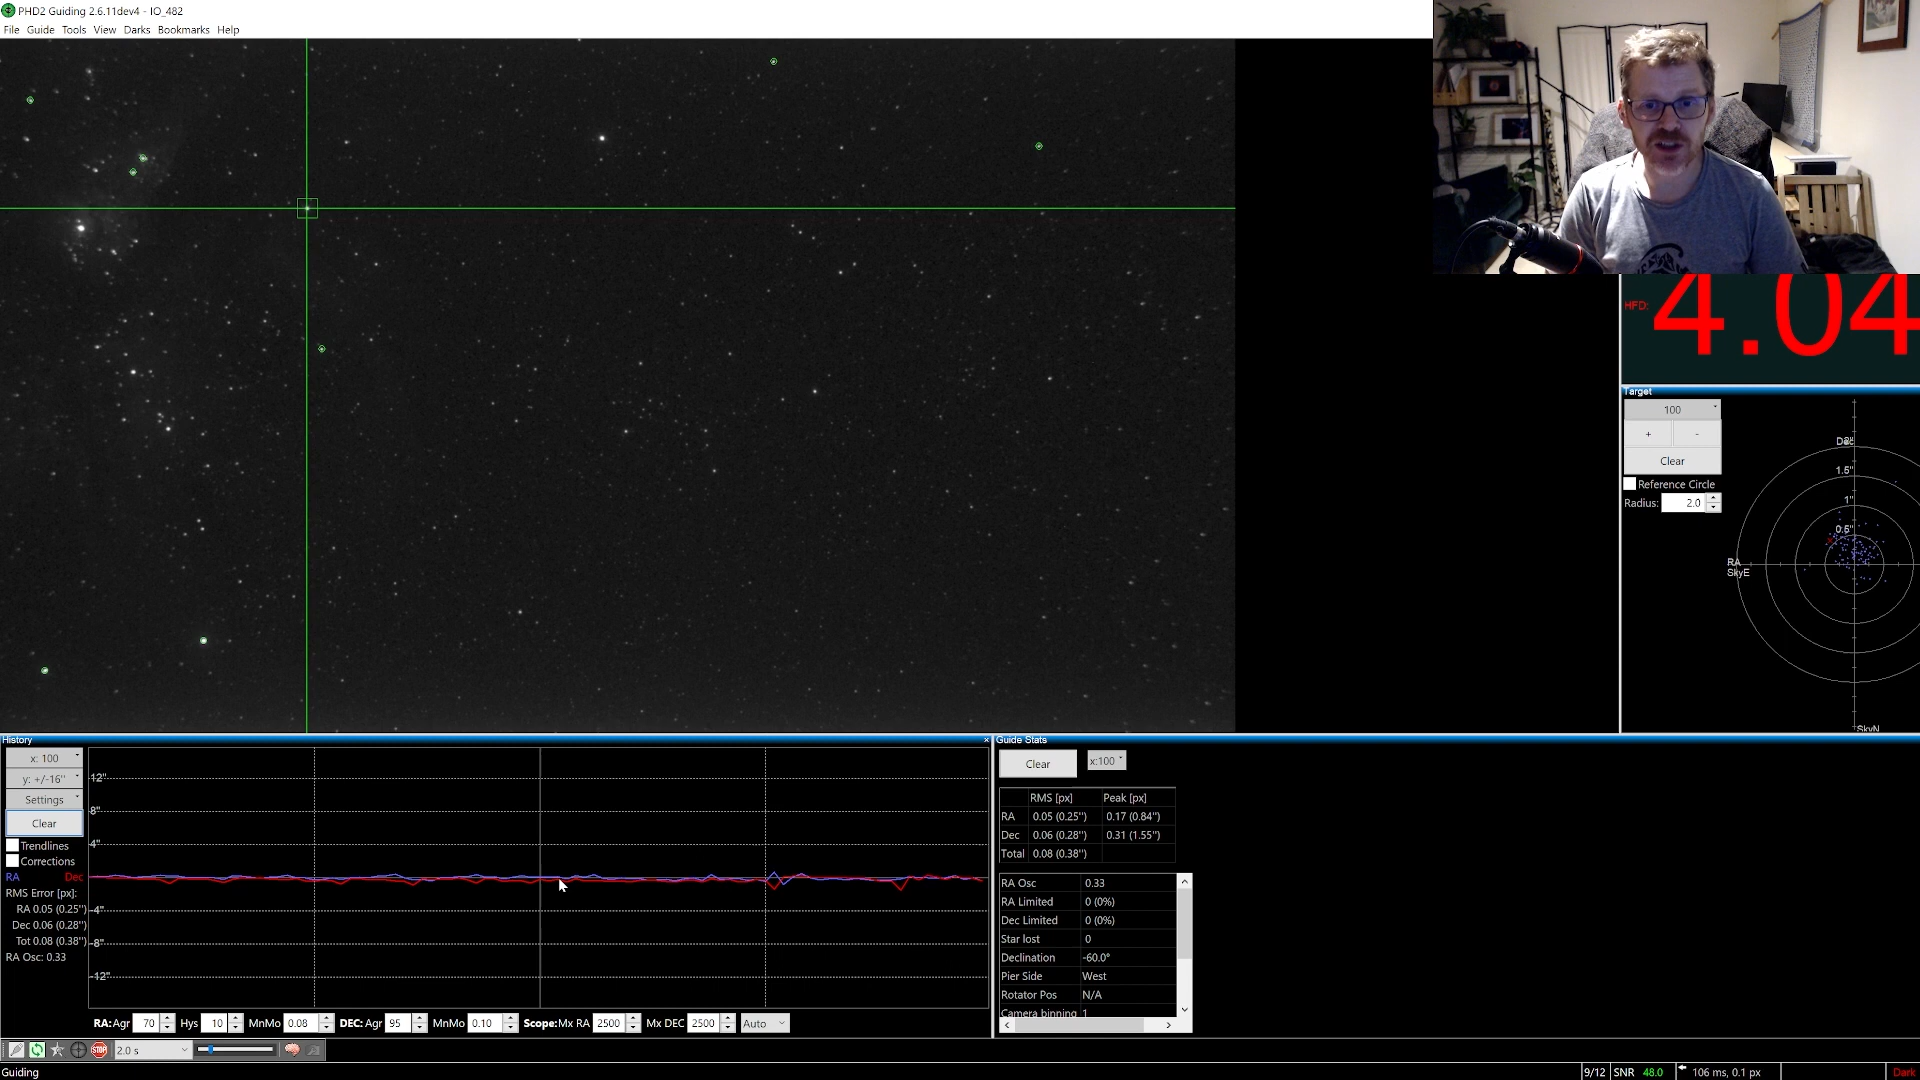 PHD2 Guiding 2.6.11dev4 - IO_482
File Guide Tools View Darks Bookmarks Help
HFD: 4.04
Target
100
+ -
Clear
Reference Circle
Radius: 2.0
2"
1.5"
1"
0.5"
RA
SkyE
SkyN
History
x: 100
y: +/-16"
Settings
Clear
Trendlines
Corrections
RA Dec
RMS Error [px]:
RA 0.05 (0.25")
Dec 0.06 (0.28")
Tot 0.08 (0.38")
RA Osc: 0.33
12"
8"
4"
-4"
-8"
-12"
RA: Agr 70 Hys 10 MnMo 0.08 DEC: Agr 95 MnMo 0.10 Scope: Mx RA 2500 Mx DEC 2500 Auto
Guide Stats
Clear x:100
RMS [px] Peak [px]
RA 0.05 (0.25") 0.17 (0.84")
Dec 0.06 (0.28") 0.31 (1.55")
Total 0.08 (0.38")
RA Osc 0.33
RA Limited 0 (0%)
Dec Limited 0 (0%)
Star lost 0
Declination -60.0°
Pier Side West
Rotator Pos N/A
Camera binning 1
STOP 2.0 s
Guiding 9/12 SNR 48.0 106 ms, 0.1 px Dark